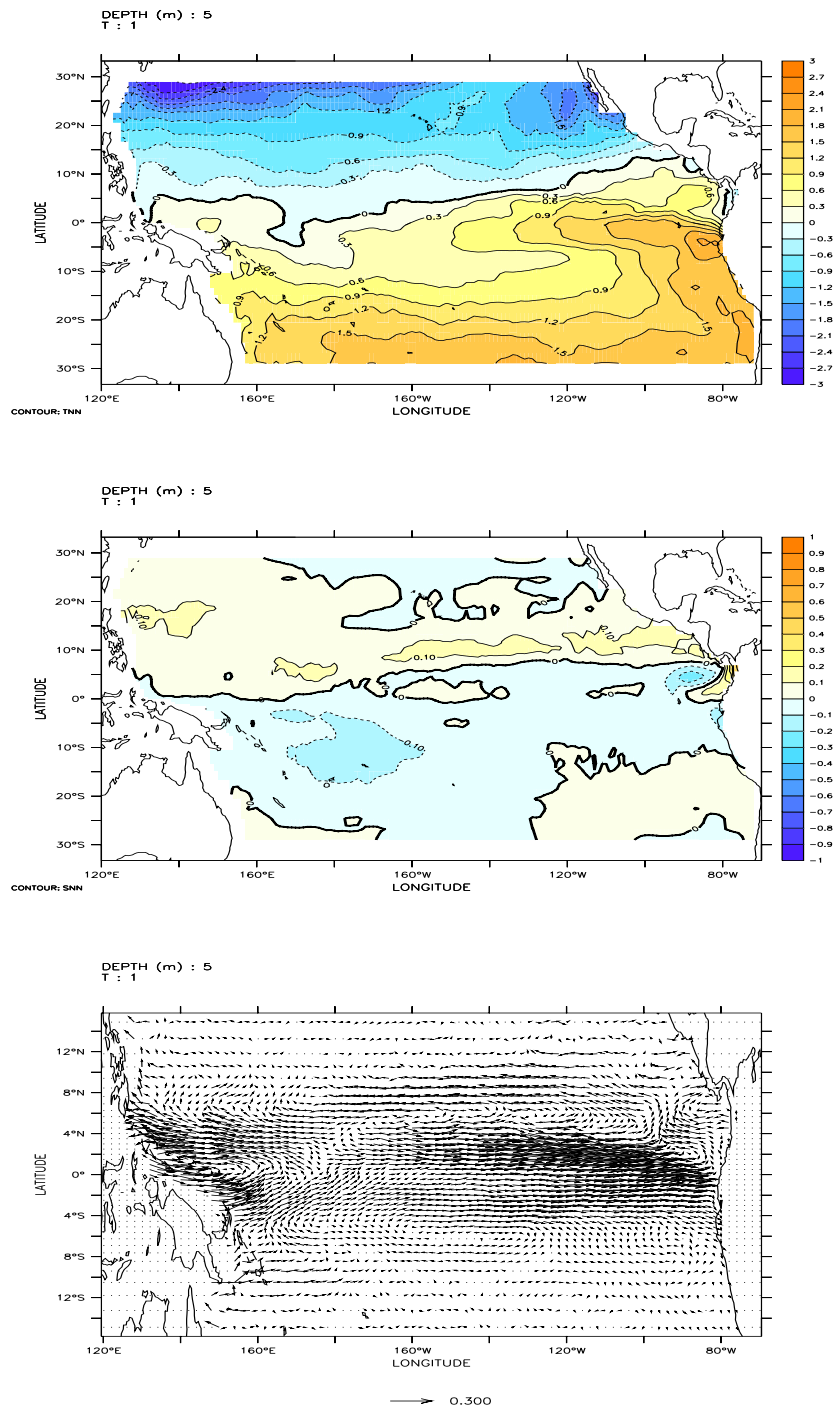 DEPTH (m) : 5
T : 1
30°N
20°N
10°N
0°
10°S
20°S
30°S
LATITUDE
120°E
160°E
160°W
120°W
80°W
LONGITUDE
CONTOUR: TNN
3
2.7
2.4
2.1
1.8
1.5
1.2
0.9
0.6
0.3
0
-0.3
-0.6
-0.9
-1.2
-1.5
-1.8
-2.1
-2.4
-2.7
-3
DEPTH (m) : 5
T : 1
30°N
20°N
10°N
0°
10°S
20°S
30°S
LATITUDE
120°E
160°E
160°W
120°W
80°W
LONGITUDE
CONTOUR: SNN
1
0.9
0.8
0.7
0.6
0.5
0.4
0.3
0.2
0.1
0
-0.1
-0.2
-0.3
-0.4
-0.5
-0.6
-0.7
-0.8
-0.9
-1
DEPTH (m) : 5
T : 1
12°N
8°N
4°N
0°
4°S
8°S
12°S
LATITUDE
120°E
160°E
160°W
120°W
80°W
LONGITUDE
0.300